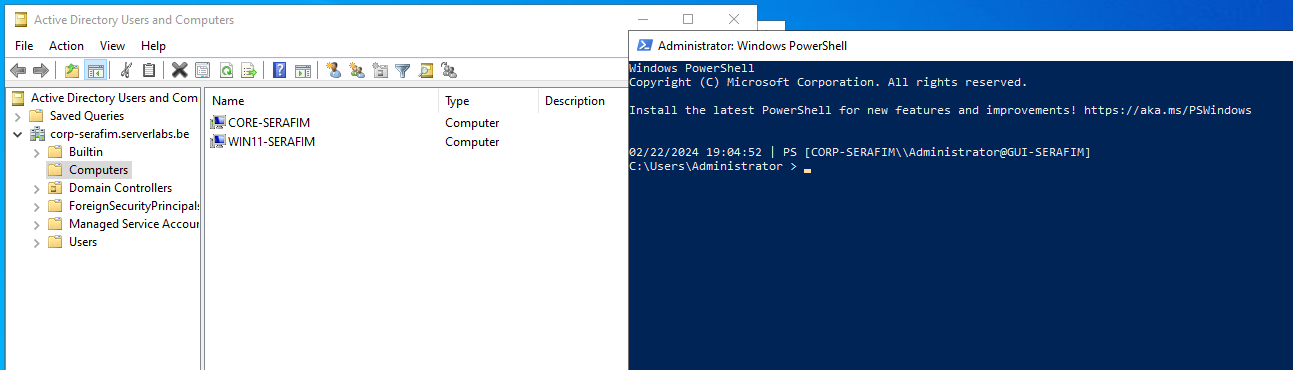 Active Directory Users and Computers
File Action View Help
Active Directory Users and Com
Saved Queries
corp-serafim.serverlabs.be
Builtin
Computers
Domain Controllers
ForeignSecurityPrincipals
Managed Service Accour
Users
Name Type Description
CORE-SERAFIM Computer
WIN11-SERAFIM Computer
Administrator: Windows PowerShell
Windows PowerShell
Copyright (C) Microsoft Corporation. All rights reserved.
Install the latest PowerShell for new features and improvements! https://aka.ms/PSWindows
02/22/2024 19:04:52 | PS [CORP-SERAFIM\\Administrator@GUI-SERAFIM]
C:\Users\Administrator >